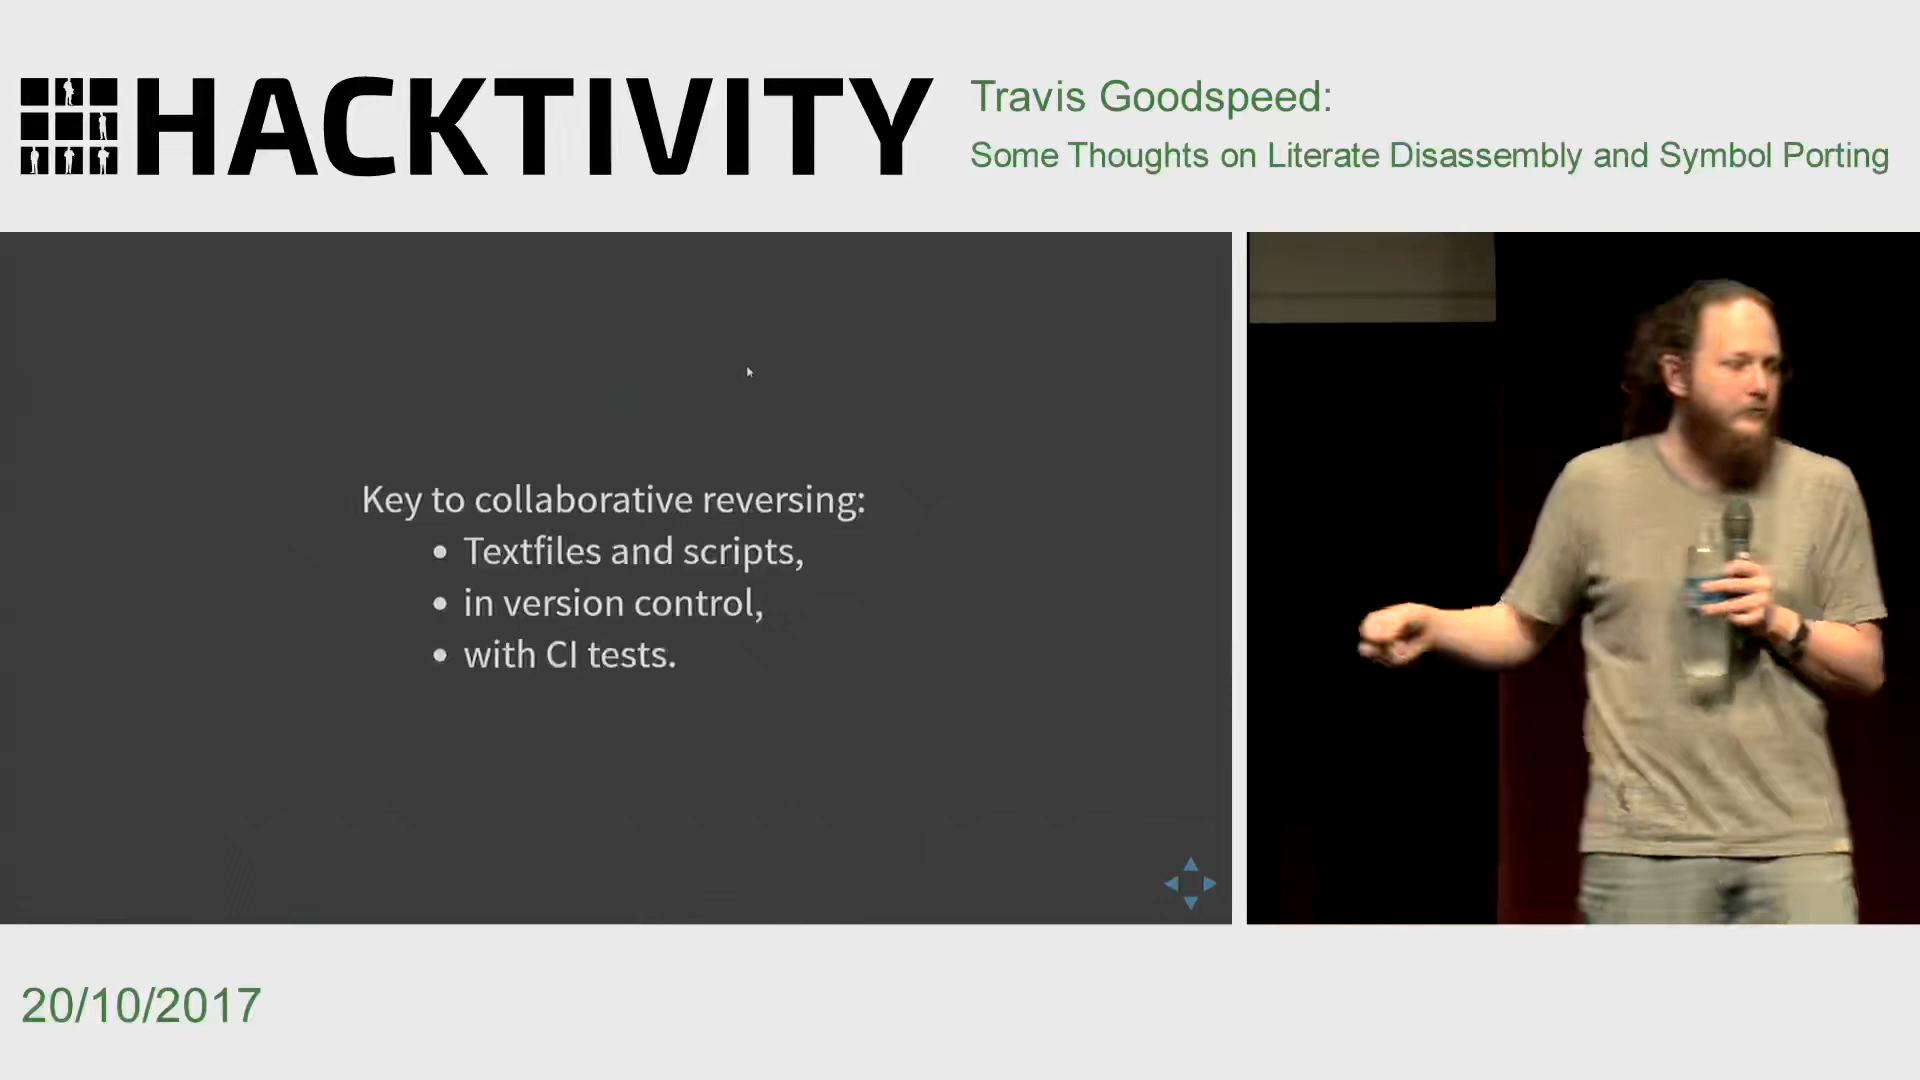 HACKTIVITY
Travis Goodspeed:
Some Thoughts on Literate Disassembly and Symbol Porting
Key to collaborative reversing:
• Textfiles and scripts,
• in version control,
• with CI tests.
20/10/2017